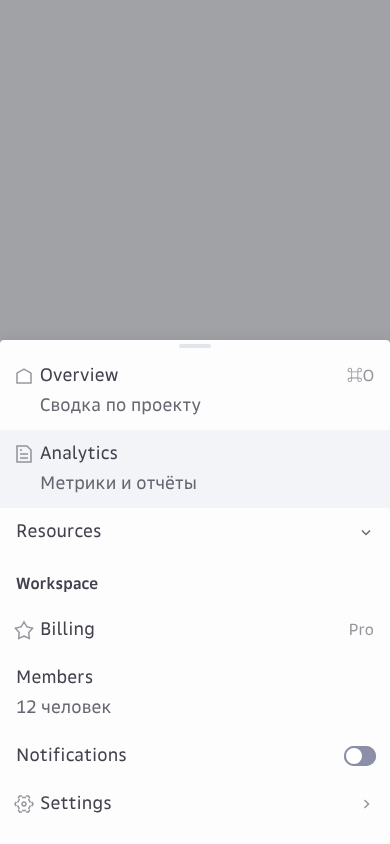 Overview ⌘O
Сводка по проекту
Analytics
Метрики и отчёты
Resources
Workspace
Billing Pro
Members
12 человек
Notifications
Settings